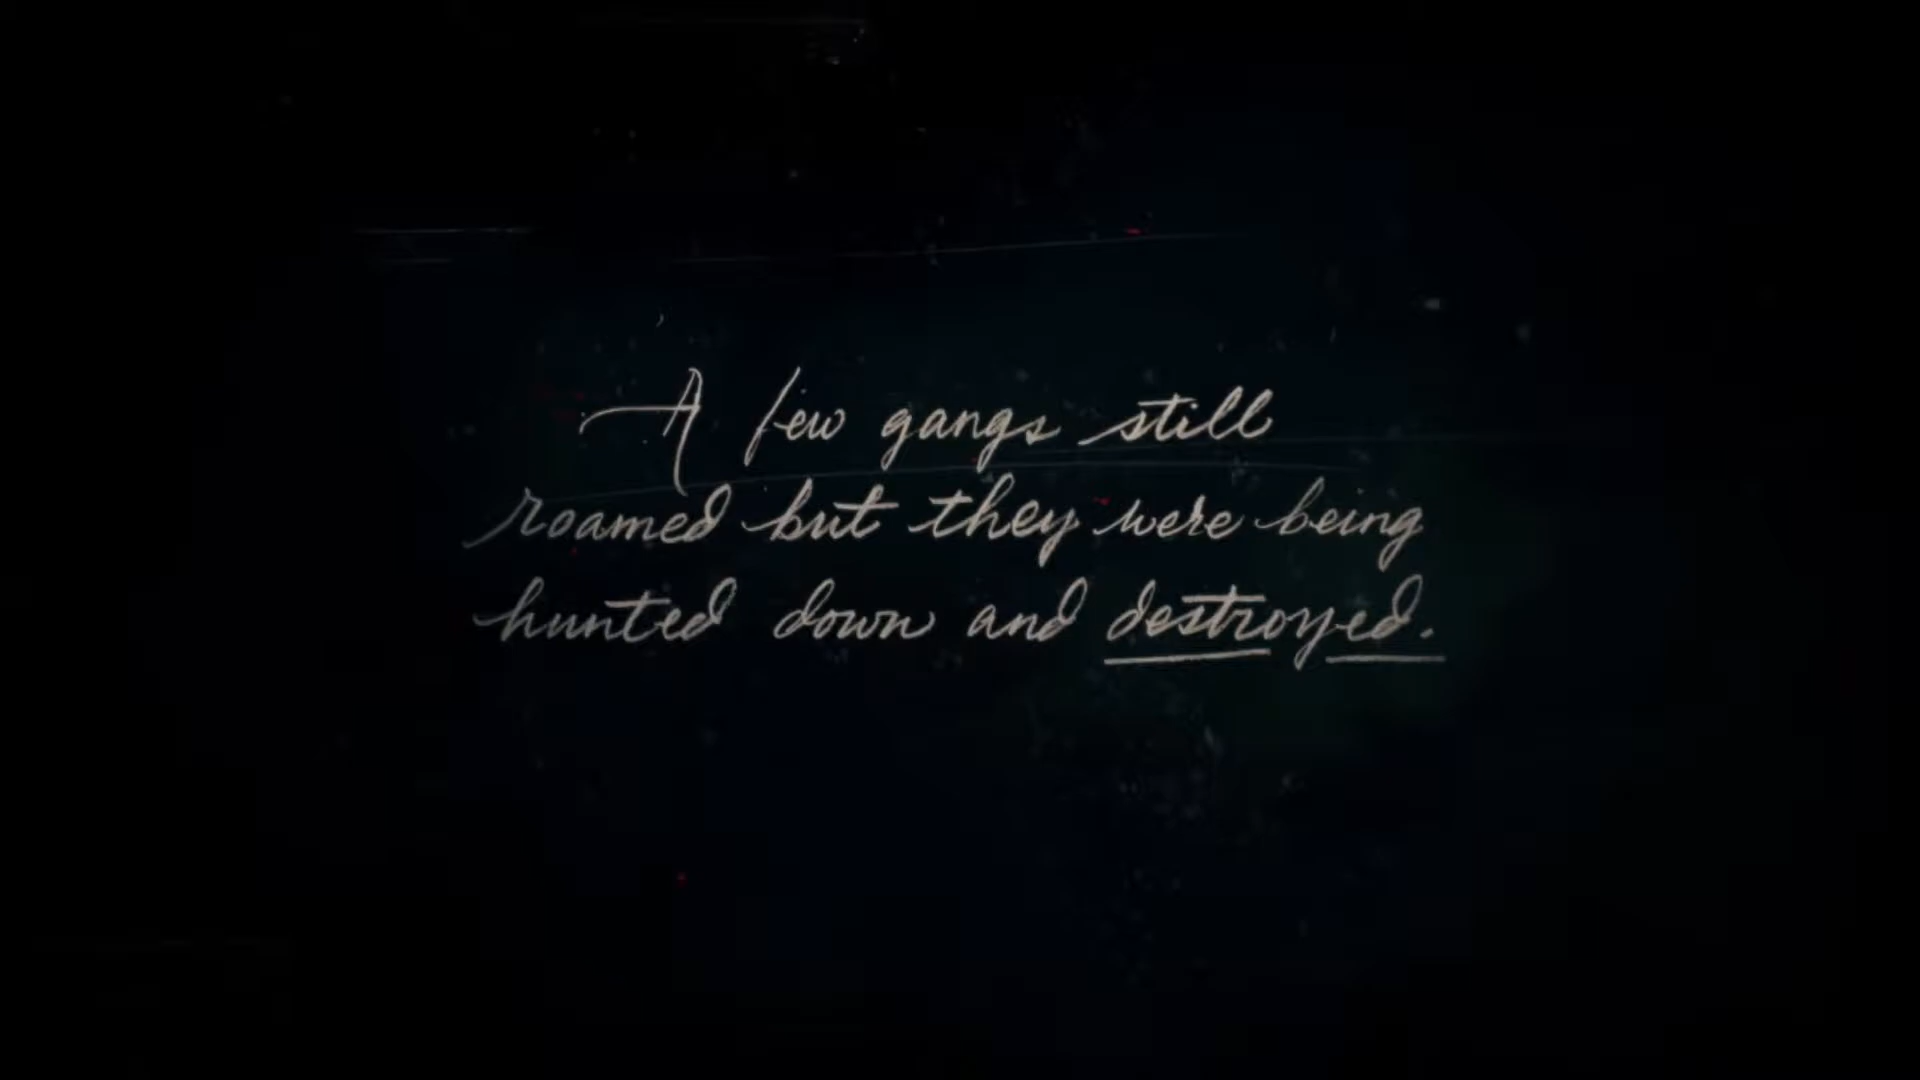 A few gangs still
roamed but they were being
hunted down and destroyed.